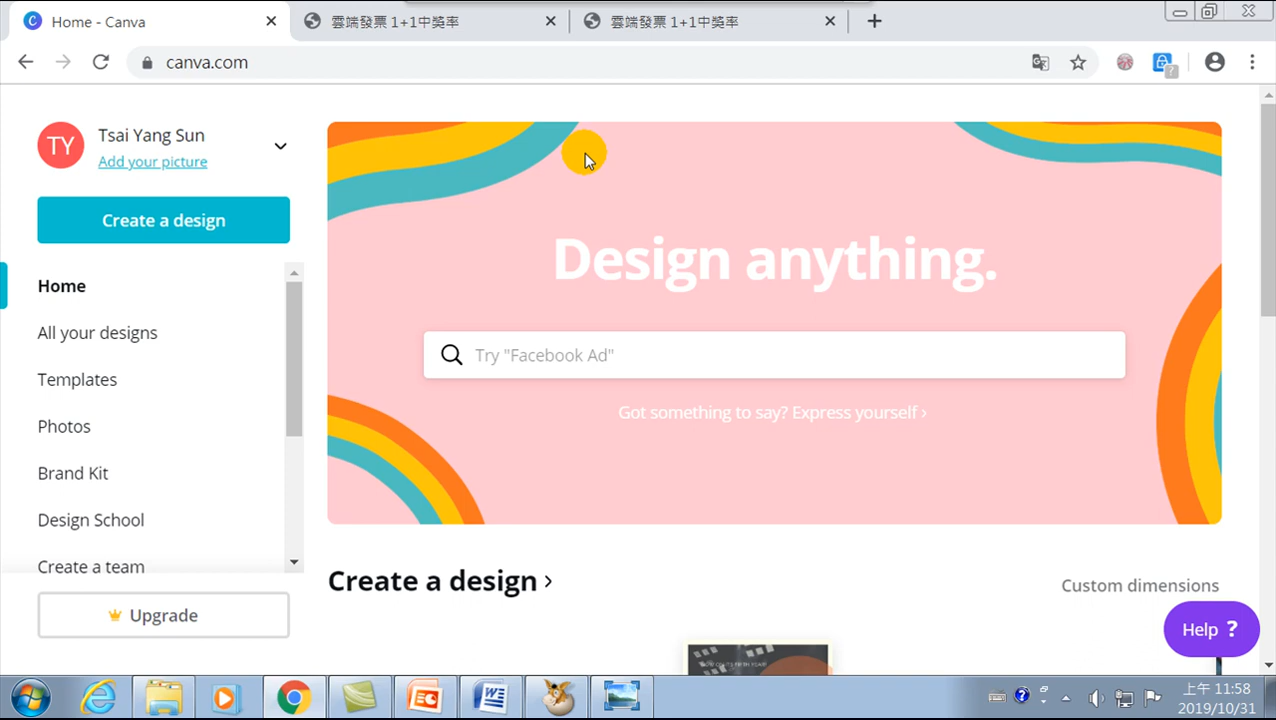 Home - Canva
雲端發票 1+1中獎率
雲端發票 1+1中獎率
canva.com
TY
Tsai Yang Sun
Add your picture
Create a design
Home
All your designs
Templates
Photos
Brand Kit
Design School
Create a team
Upgrade
Design anything.
Try "Facebook Ad"
Got something to say? Express yourself ›
Create a design ›
Custom dimensions
Help ?
上午 11:58
2019/10/31